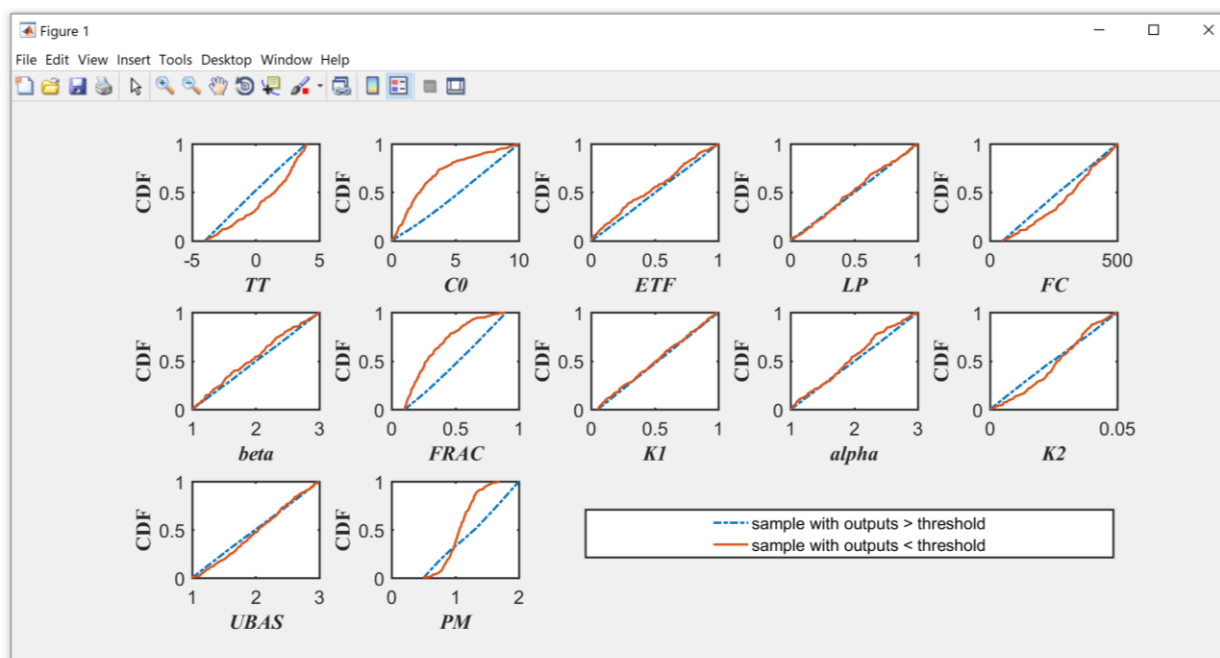 Figure 1
File Edit View Insert Tools Desktop Window Help
1 1 1 1 1
CDF CDF CDF CDF CDF
0.5 0.5 0.5 0.5 0.5
0 0 0 0 0
-5 0 5 0 5 10 0 0.5 1 0 0.5 1 0 500
TT C0 ETF LP FC
1 1 1 1 1
CDF CDF CDF CDF CDF
0.5 0.5 0.5 0.5 0.5
0 0 0 0 0
1 2 3 0 0.5 1 0 0.5 1 1 2 3 0 0.05
beta FRAC K1 alpha K2
1 1
CDF CDF
0.5 0.5
0 0
1 2 3 0 1 2
UBAS PM
sample with outputs > threshold
sample with outputs < threshold